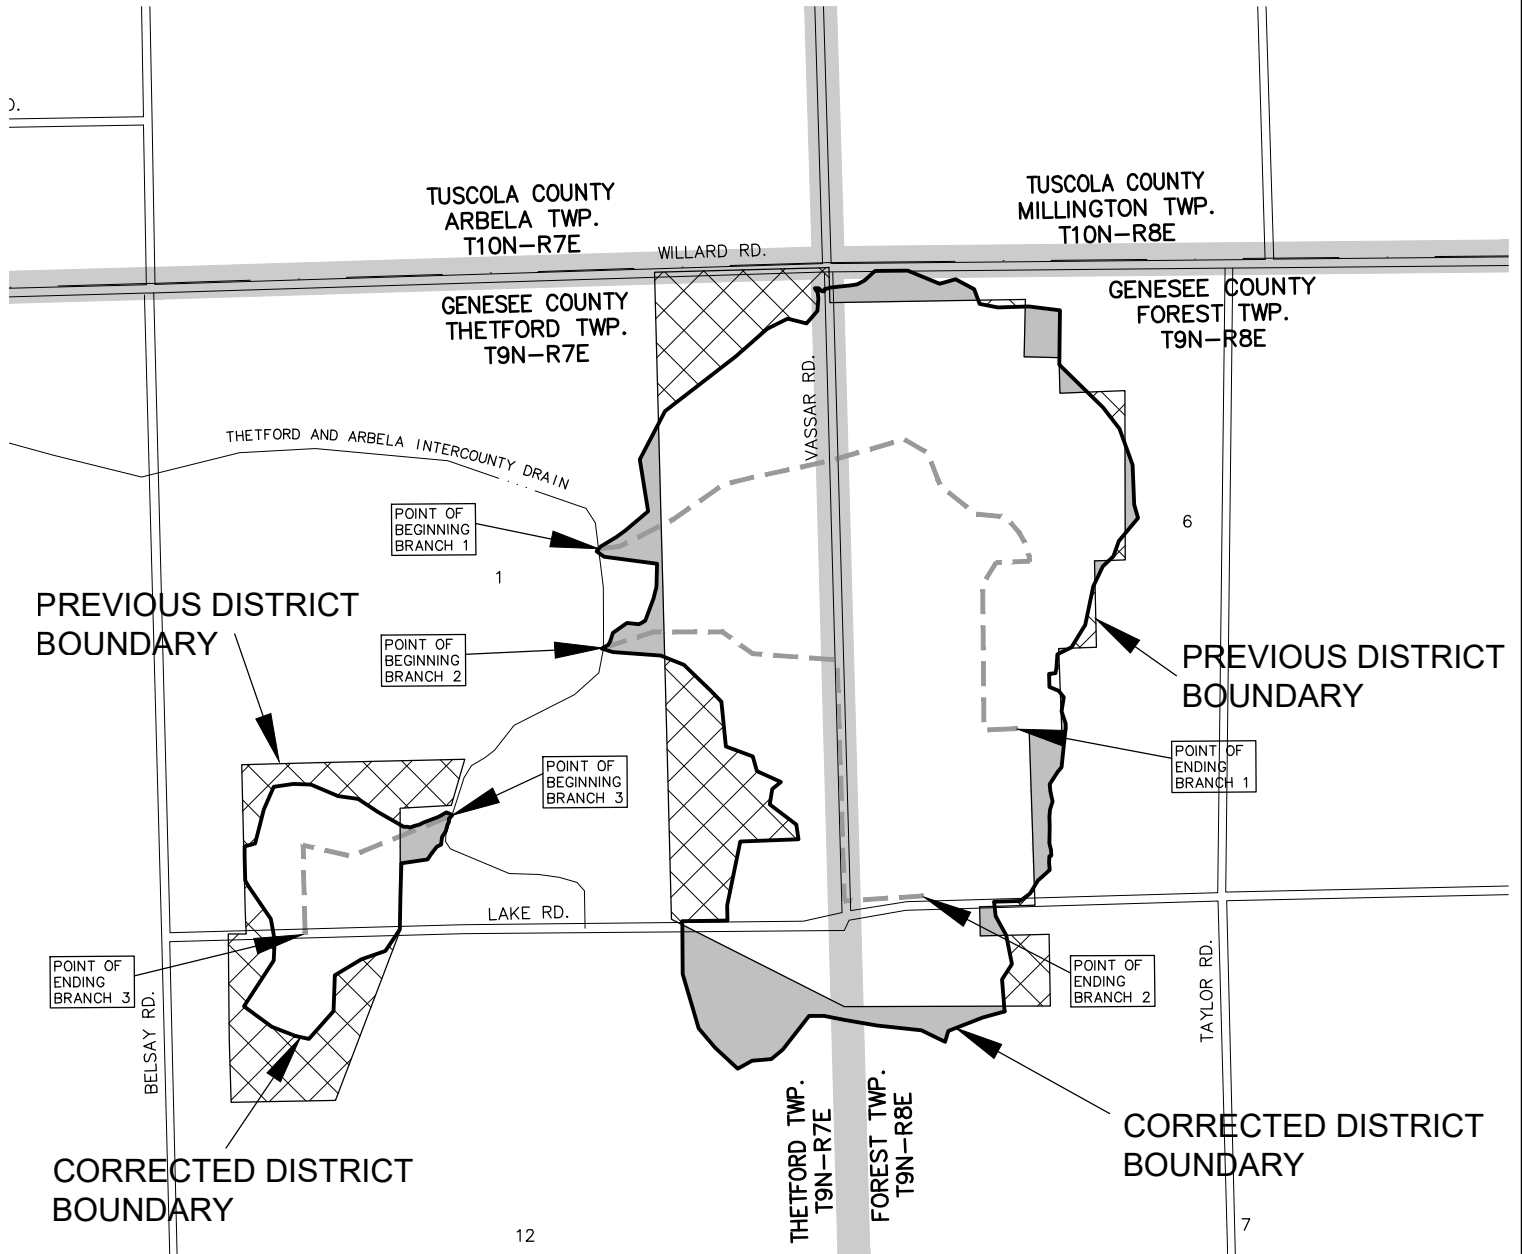 D.
TUSCOLA COUNTY
ARBELA TWP.
T10N-R7E
TUSCOLA COUNTY
MILLINGTON TWP.
T10N-R8E
WILLARD RD.
GENESEE COUNTY
THETFORD TWP.
T9N-R7E
GENESEE COUNTY
FOREST TWP.
T9N-R8E
VASSAR RD.
THETFORD AND ARBELA INTERCOUNTY DRAIN
POINT OF
BEGINNING
BRANCH 1
6
1
PREVIOUS DISTRICT
BOUNDARY
POINT OF
BEGINNING
BRANCH 2
PREVIOUS DISTRICT
BOUNDARY
POINT OF
BEGINNING
BRANCH 3
POINT OF
ENDING
BRANCH 1
LAKE RD.
POINT OF
ENDING
BRANCH 3
POINT OF
ENDING
BRANCH 2
BELSAY RD.
TAYLOR RD.
THETFORD TWP.
T9N-R7E
FOREST TWP.
T9N-R8E
CORRECTED DISTRICT
BOUNDARY
CORRECTED DISTRICT
BOUNDARY
12
7